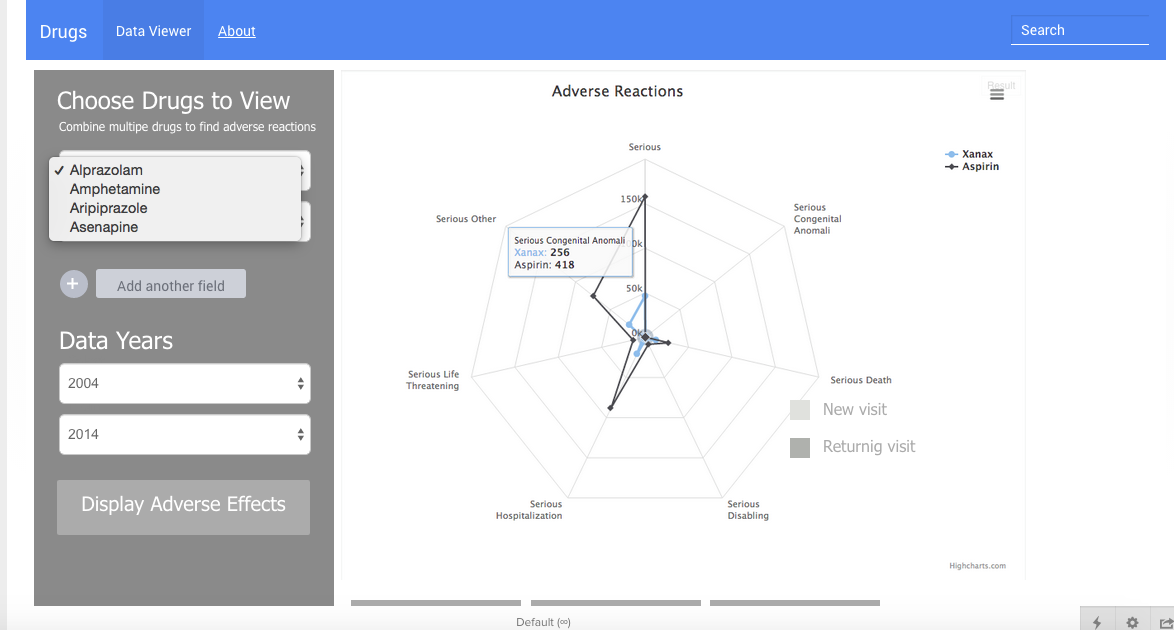 Drugs
Data Viewer
About
Search
Choose Drugs to View
Combine multipe drugs to find adverse reactions
✓ Alprazolam
Amphetamine
Aripiprazole
Asenapine
+ Add another field
Data Years
2004
2014
Display Adverse Effects
Adverse Reactions
Result
Xanax
Aspirin
Serious
Serious
Congenital
Anomali
Serious Death
Serious
Disabling
Serious
Hospitalization
Serious Life
Threatening
Serious Other
150k
50k
0k
Serious Congenital Anomali
Xanax: 256
Aspirin: 418
New visit
Returnig visit
Highcharts.com
Default (∞)